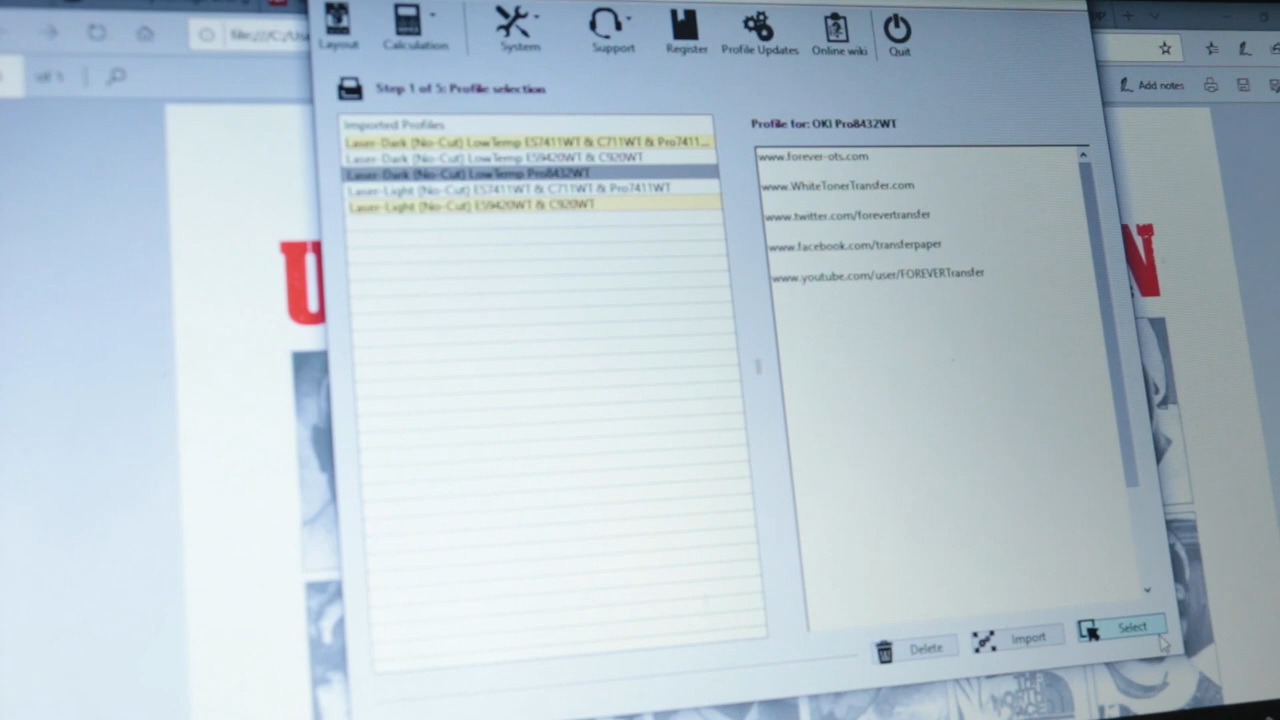 Layout
Calculation
System
Support
Register
Profile Updates
Online wiki
Quit
Step 1 of 5: Profile selection
Add notes
Imported Profiles
Laser-Dark (No-Cut) LowTemp ES7411WT & C711WT & Pro7411...
Laser-Dark (No-Cut) LowTemp ES9420WT & C920WT
Laser-Dark (No-Cut) LowTemp Pro8432WT
Laser-Light (No-Cut) ES7411WT & C711WT & Pro7411WT
Laser-Light (No-Cut) ES9420WT & C920WT
Profile for: OKI Pro8432WT
www.forever-ots.com
www.WhiteTonerTransfer.com
www.twitter.com/forevertransfer
www.facebook.com/transferpaper
www.youtube.com/user/FOREVERTransfer
U
N
Delete
Import
Select
THE
NORTH
FACE